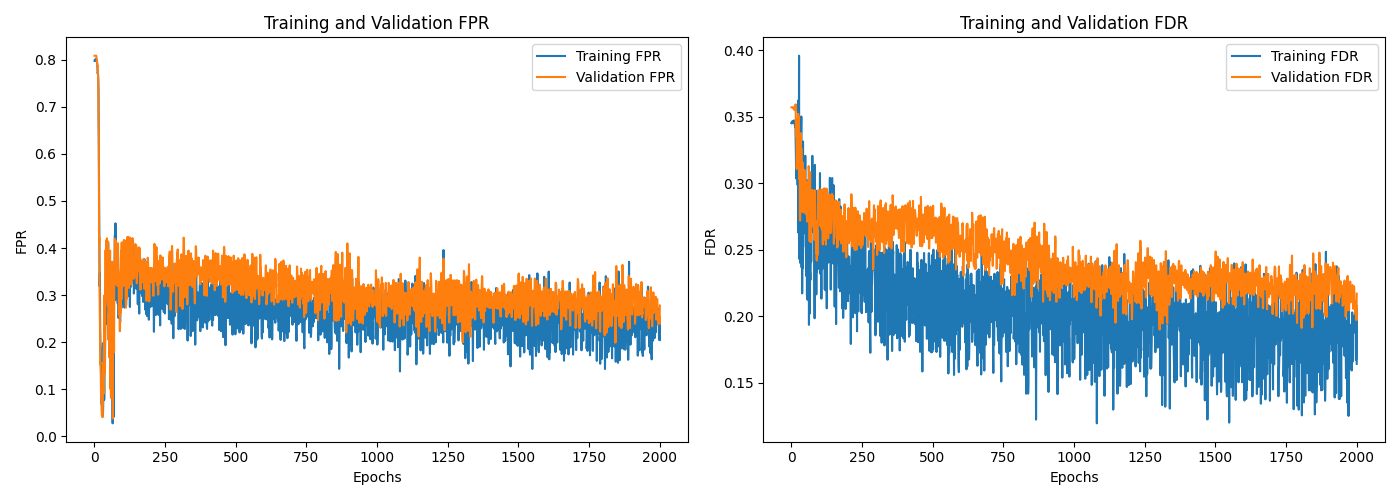 Training and Validation FPR
Training FPR
Validation FPR
0.8
0.7
0.6
0.5
0.4
0.3
0.2
0.1
0.0
FPR
0 250 500 750 1000 1250 1500 1750 2000
Epochs
Training and Validation FDR
Training FDR
Validation FDR
0.40
0.35
0.30
0.25
0.20
0.15
FDR
0 250 500 750 1000 1250 1500 1750 2000
Epochs